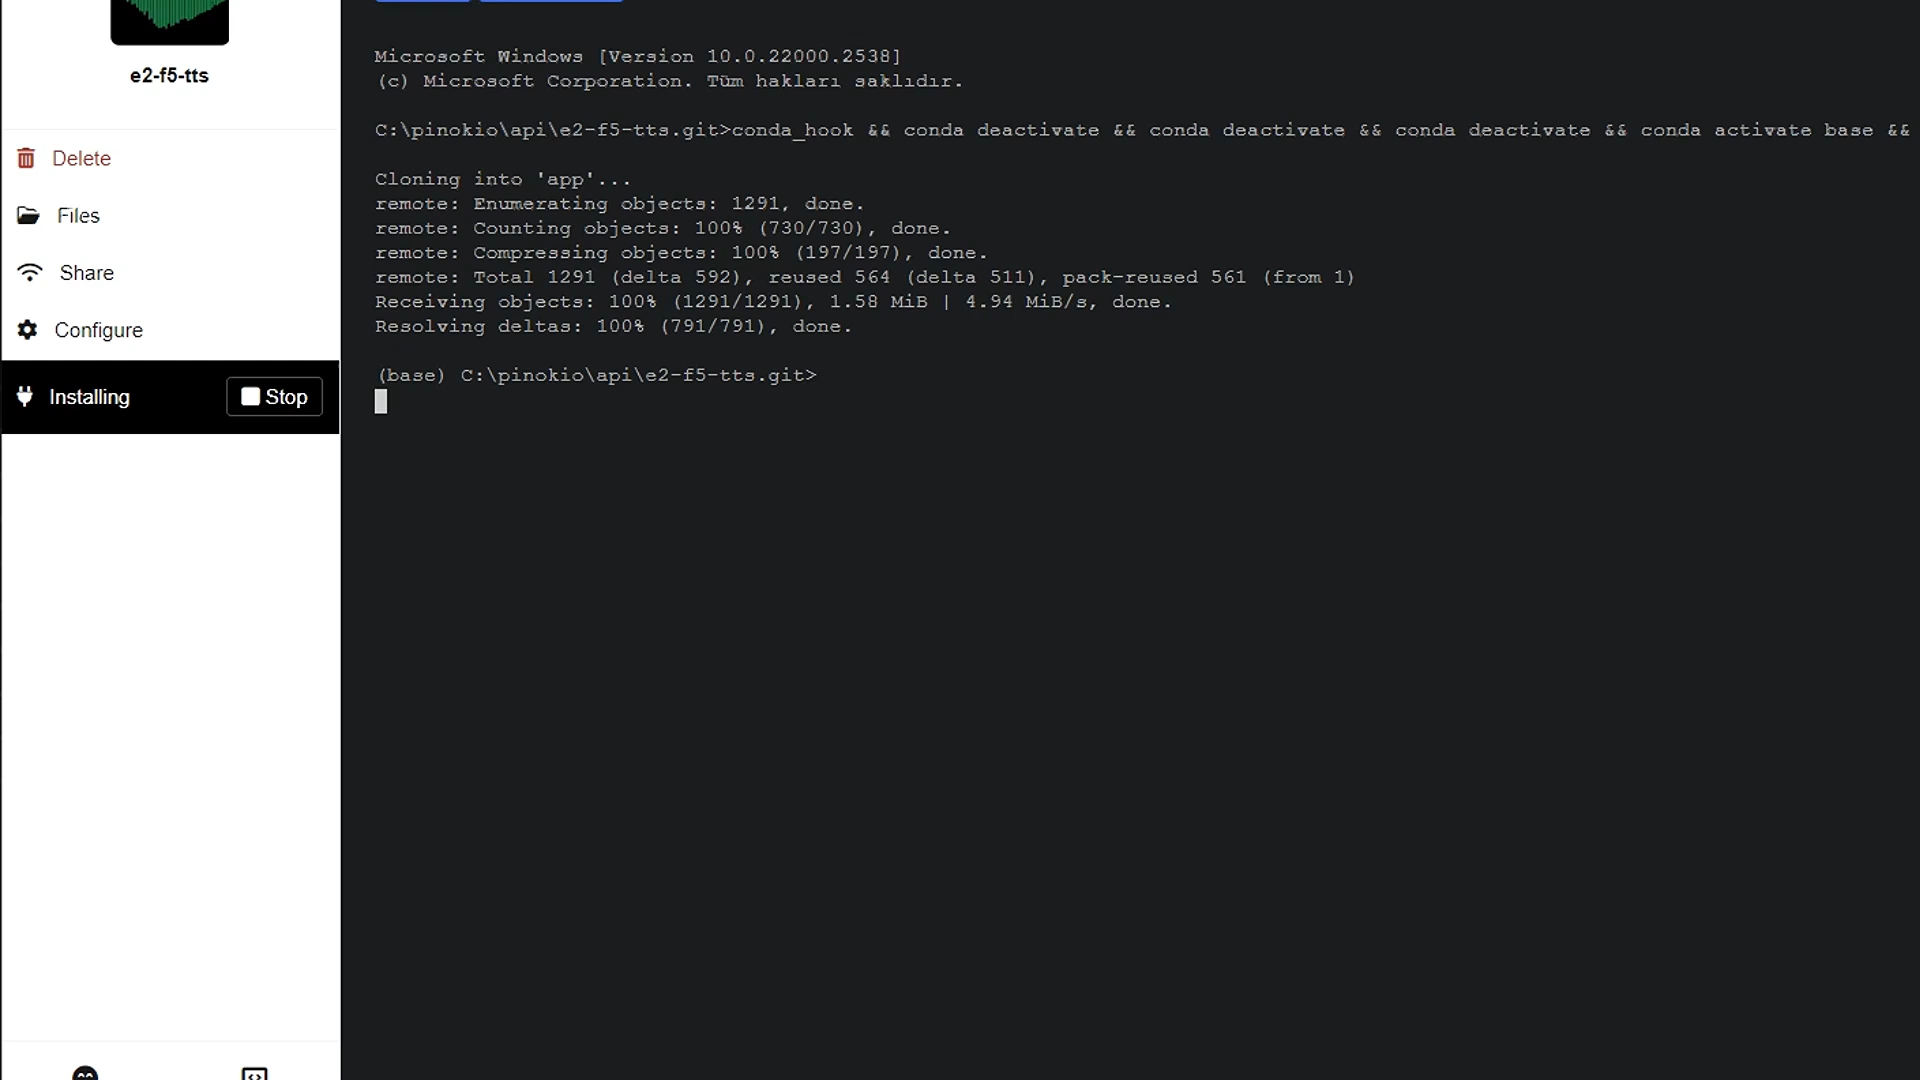 e2-f5-tts
Delete
Files
Share
Configure
Installing
Stop
Microsoft Windows [Version 10.0.22000.2538]
(c) Microsoft Corporation. Tüm hakları saklıdır.
C:\pinokio\api\e2-f5-tts.git>conda_hook && conda deactivate && conda deactivate && conda deactivate && conda activate base &&
Cloning into 'app'...
remote: Enumerating objects: 1291, done.
remote: Counting objects: 100% (730/730), done.
remote: Compressing objects: 100% (197/197), done.
remote: Total 1291 (delta 592), reused 564 (delta 511), pack-reused 561 (from 1)
Receiving objects: 100% (1291/1291), 1.58 MiB | 4.94 MiB/s, done.
Resolving deltas: 100% (791/791), done.
(base) C:\pinokio\api\e2-f5-tts.git>